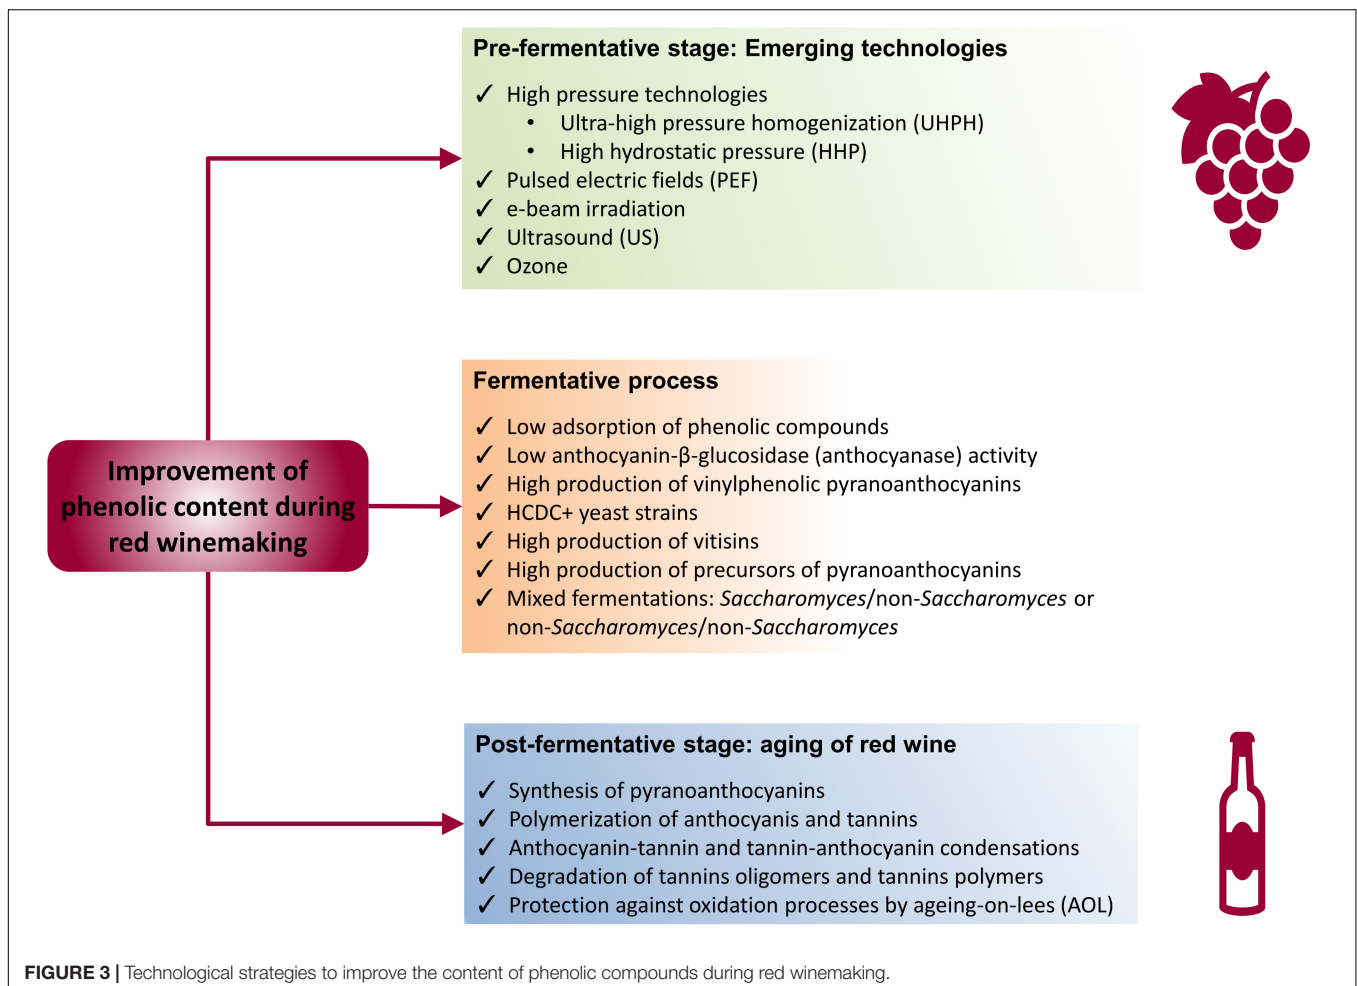 Pre-fermentative stage: Emerging technologies
✓ High pressure technologies
• Ultra-high pressure homogenization (UHPH)
• High hydrostatic pressure (HHP)
✓ Pulsed electric fields (PEF)
✓ e-beam irradiation
✓ Ultrasound (US)
✓ Ozone
Improvement of
phenolic content during
red winemaking
Fermentative process
✓ Low adsorption of phenolic compounds
✓ Low anthocyanin-β-glucosidase (anthocyanase) activity
✓ High production of vinylphenolic pyranoanthocyanins
✓ HCDC+ yeast strains
✓ High production of vitisins
✓ High production of precursors of pyranoanthocyanins
✓ Mixed fermentations: Saccharomyces/non-Saccharomyces or
non-Saccharomyces/non-Saccharomyces
Post-fermentative stage: aging of red wine
✓ Synthesis of pyranoanthocyanins
✓ Polymerization of anthocyanis and tannins
✓ Anthocyanin-tannin and tannin-anthocyanin condensations
✓ Degradation of tannins oligomers and tannins polymers
✓ Protection against oxidation processes by ageing-on-lees (AOL)
FIGURE 3 | Technological strategies to improve the content of phenolic compounds during red winemaking.